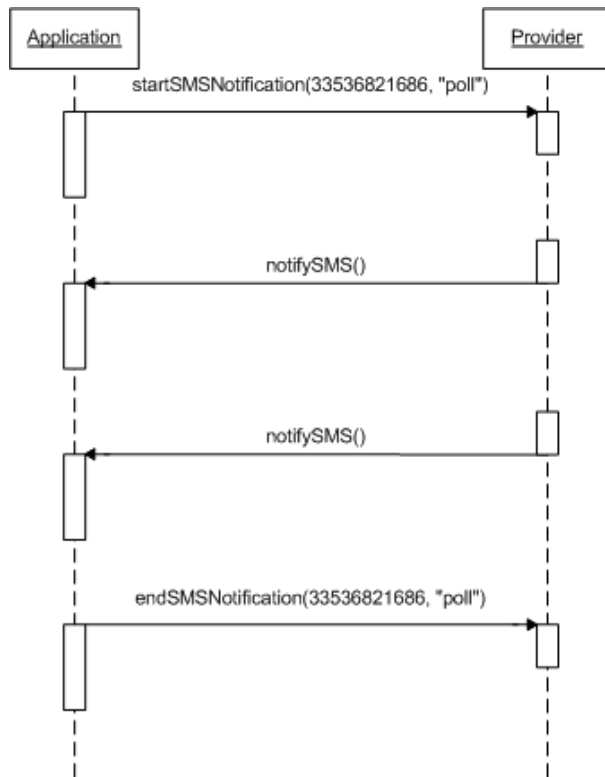 Application
Provider
startSMSNotification(33536821686, "poll")
notifySMS()
notifySMS()
endSMSNotification(33536821686, "poll")